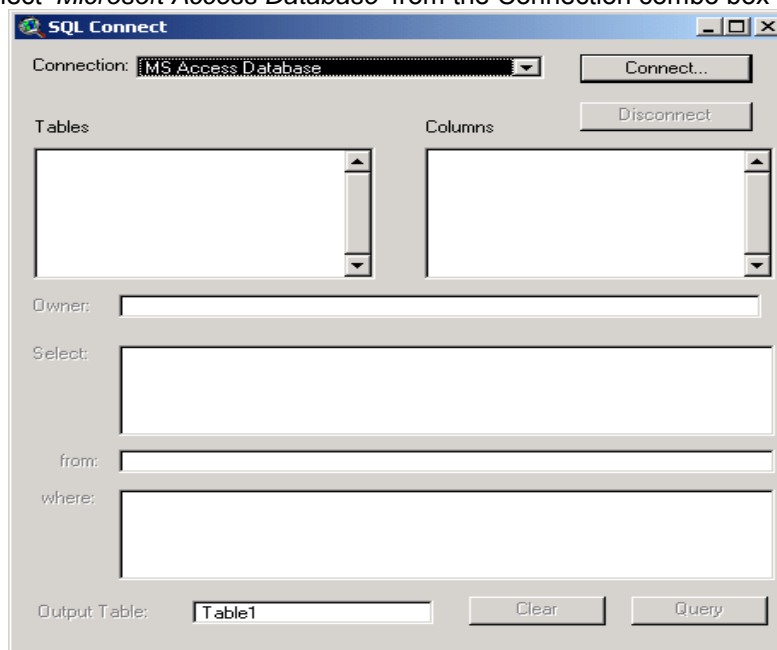 "Microsoft Access Database" from the Connection combo box
SQL Connect
Connection: MS Access Database Connect...
Disconnect
Tables Columns
Owner:
Select:
from:
where:
Output Table: Table1 Clear Query